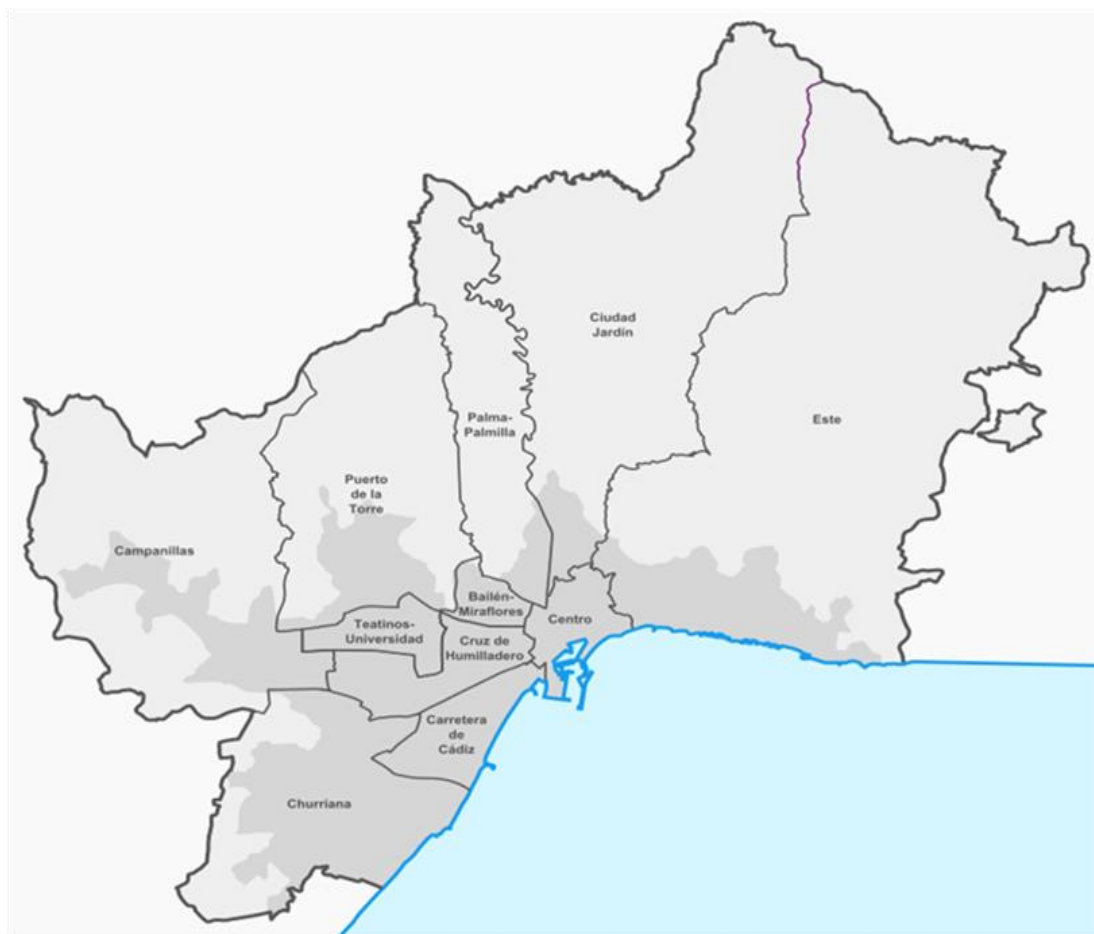 Ciudad
Jardín
Palma-
Palmilla
Este
Puerto
de la
Torre
Campanillas
Bailén-
Miraflores
Teatinos-
Universidad
Centro
Cruz de
Humilladero
Carretera
de
Cádiz
Churriana